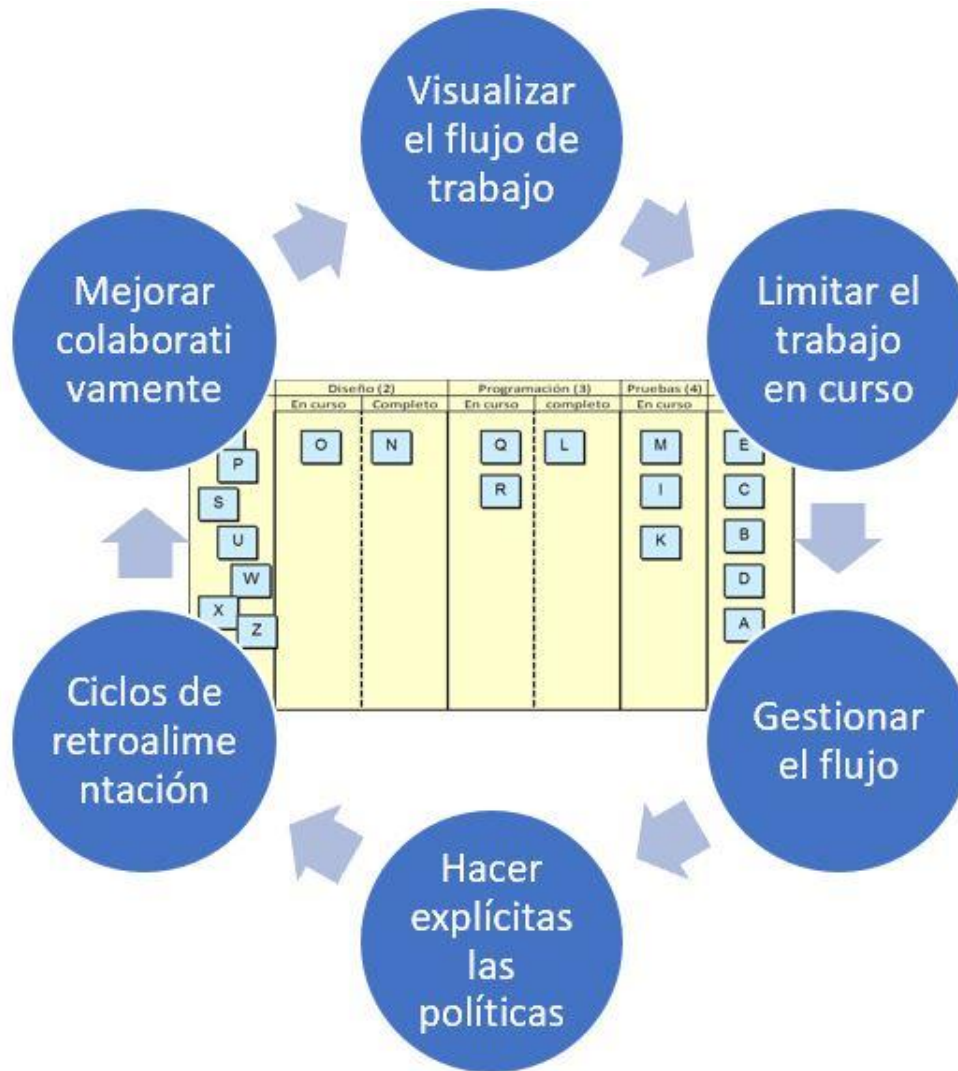 Visualizar
el flujo de
trabajo
Limitar el
trabajo
en curso
Gestionar
el flujo
Hacer
explícitas
las
políticas
Ciclos de
retroalime
ntación
Mejorar
colaborati
vamente
Diseño (2) Programación (3) Pruebas (4)
En curso Completo En curso completo En curso
O N Q L M E
P
S R I C
U K B
W D
X A
Z